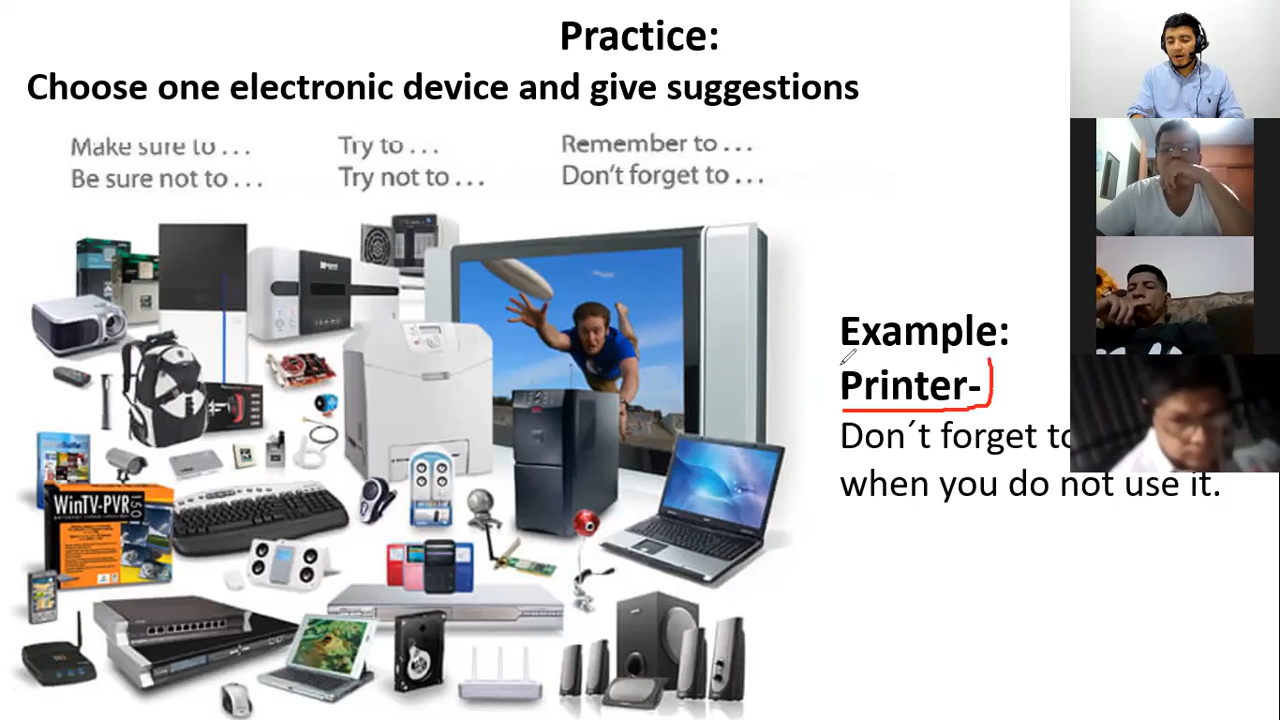 Practice:
Choose one electronic device and give suggestions
Make sure to . . .
Try to . . .
Remember to . . .
Be sure not to . . .
Try not to . . .
Don't forget to . . .
Example:
Printer-
Don´t forget to
when you do not use it.
WinTV-PVR
150